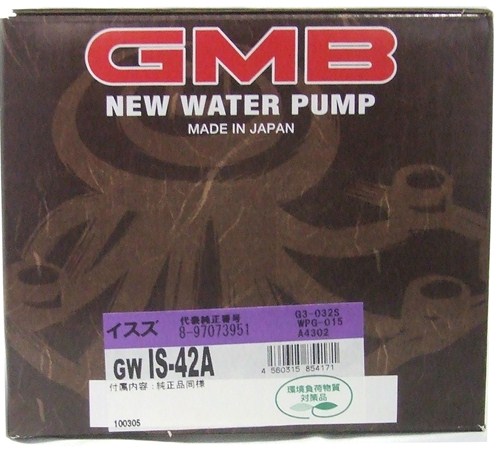 GMB
NEW WATER PUMP
MADE IN JAPAN
イスズ
代表純正番号
8-97073951
G3-032S
WPG-015
A4302
GW IS-42A
4 560315 854171
付属内容:純正品同様
環境負荷物質
対策品
100305